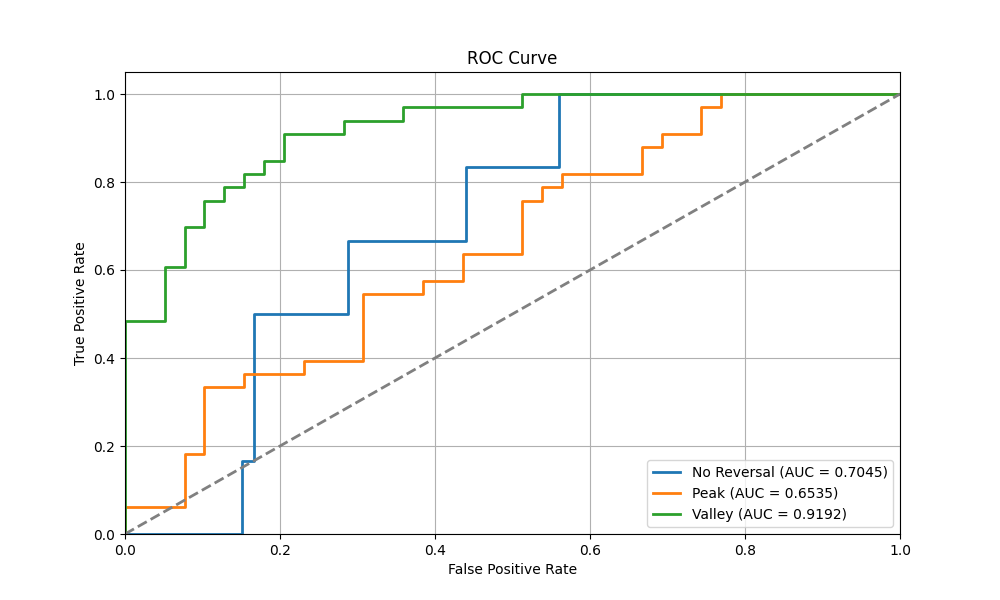 ROC Curve
True Positive Rate
1.0
0.8
0.6
0.4
0.2
0.0
0.0 0.2 0.4 0.6 0.8 1.0
False Positive Rate
No Reversal (AUC = 0.7045)
Peak (AUC = 0.6535)
Valley (AUC = 0.9192)